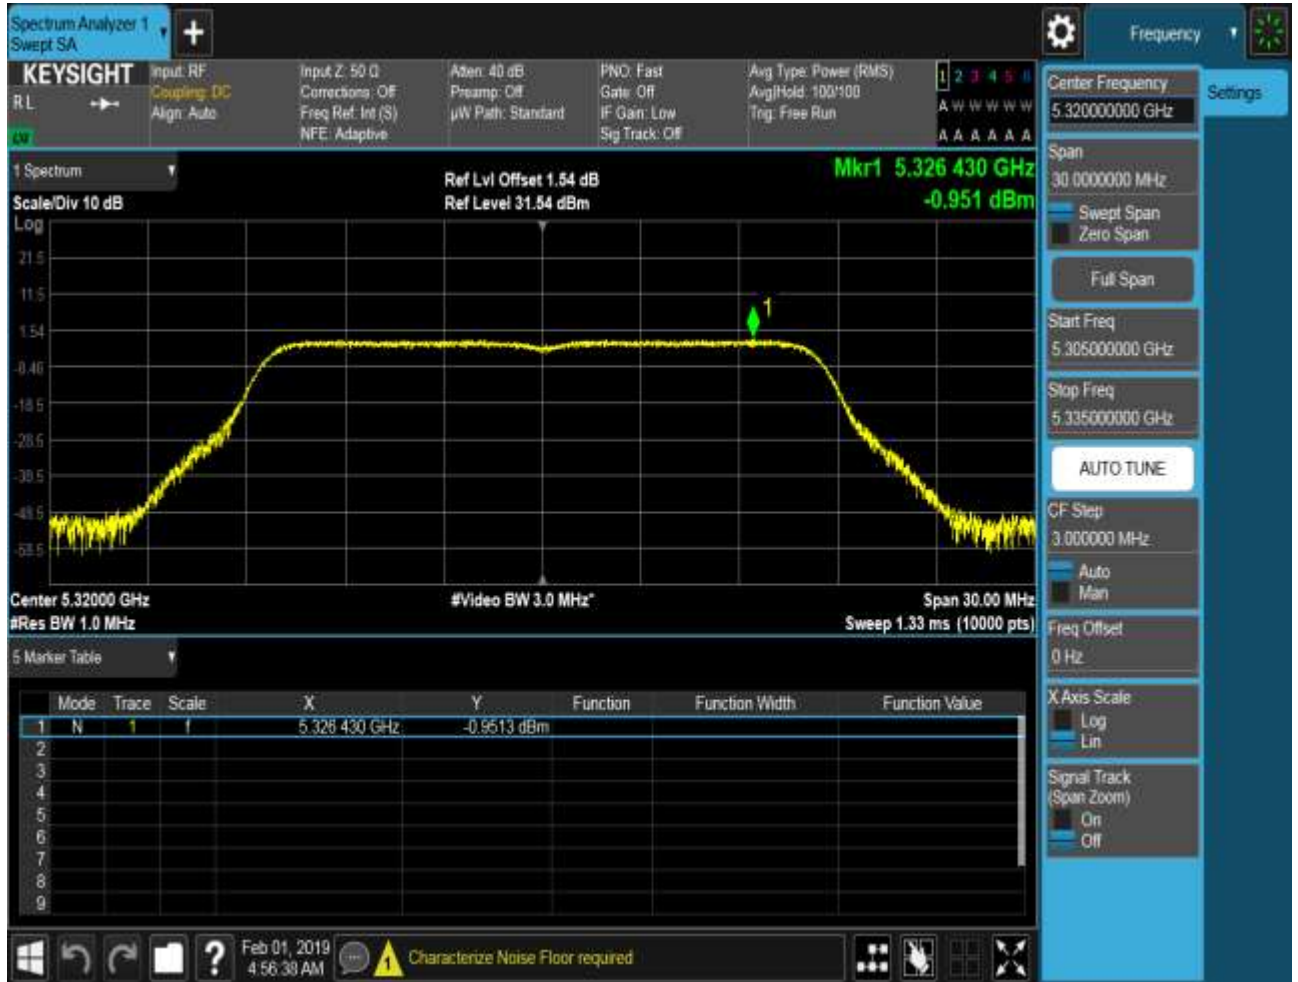 Spectrum Analyzer 1
Swept SA
+
Frequency
KEYSIGHT
R L
Input: RF
Coupling: DC
Align: Auto
Input Z: 50 Ω
Corrections: Off
Freq Ref: Int (S)
NFE: Adaptive
Atten: 40 dB
Preamp: Off
µW Path: Standard
PNO: Fast
Gate: Off
IF Gain: Low
Sig Track: Off
Avg Type: Power (RMS)
Avg|Hold: 100/100
Trig: Free Run
1 2 3 4 5 6
A W W W W W
A A A A A A
Center Frequency
5.320000000 GHz
Settings
Span
30.0000000 MHz
Swept Span
Zero Span
Full Span
Start Freq
5.305000000 GHz
Stop Freq
5.335000000 GHz
AUTO TUNE
CF Step
3.000000 MHz
Auto
Man
Freq Offset
0 Hz
X Axis Scale
Log
Lin
Signal Track
(Span Zoom)
On
Off
1 Spectrum
Scale/Div 10 dB
Ref Lvl Offset 1.54 dB
Ref Level 31.54 dBm
Mkr1 5.326 430 GHz
-0.951 dBm
Log
21.5
11.5
1.54
-8.46
-18.5
-28.5
-38.5
-48.5
-58.5
1
Center 5.32000 GHz
#Video BW 3.0 MHz*
Span 30.00 MHz
#Res BW 1.0 MHz
Sweep 1.33 ms (10000 pts)
5 Marker Table
Mode Trace Scale X Y Function Function Width Function Value
1 N 1 f 5.326 430 GHz -0.9513 dBm
2
3
4
5
6
7
8
9
?
Feb 01, 2019
4:56:38 AM
1
Characterize Noise Floor required